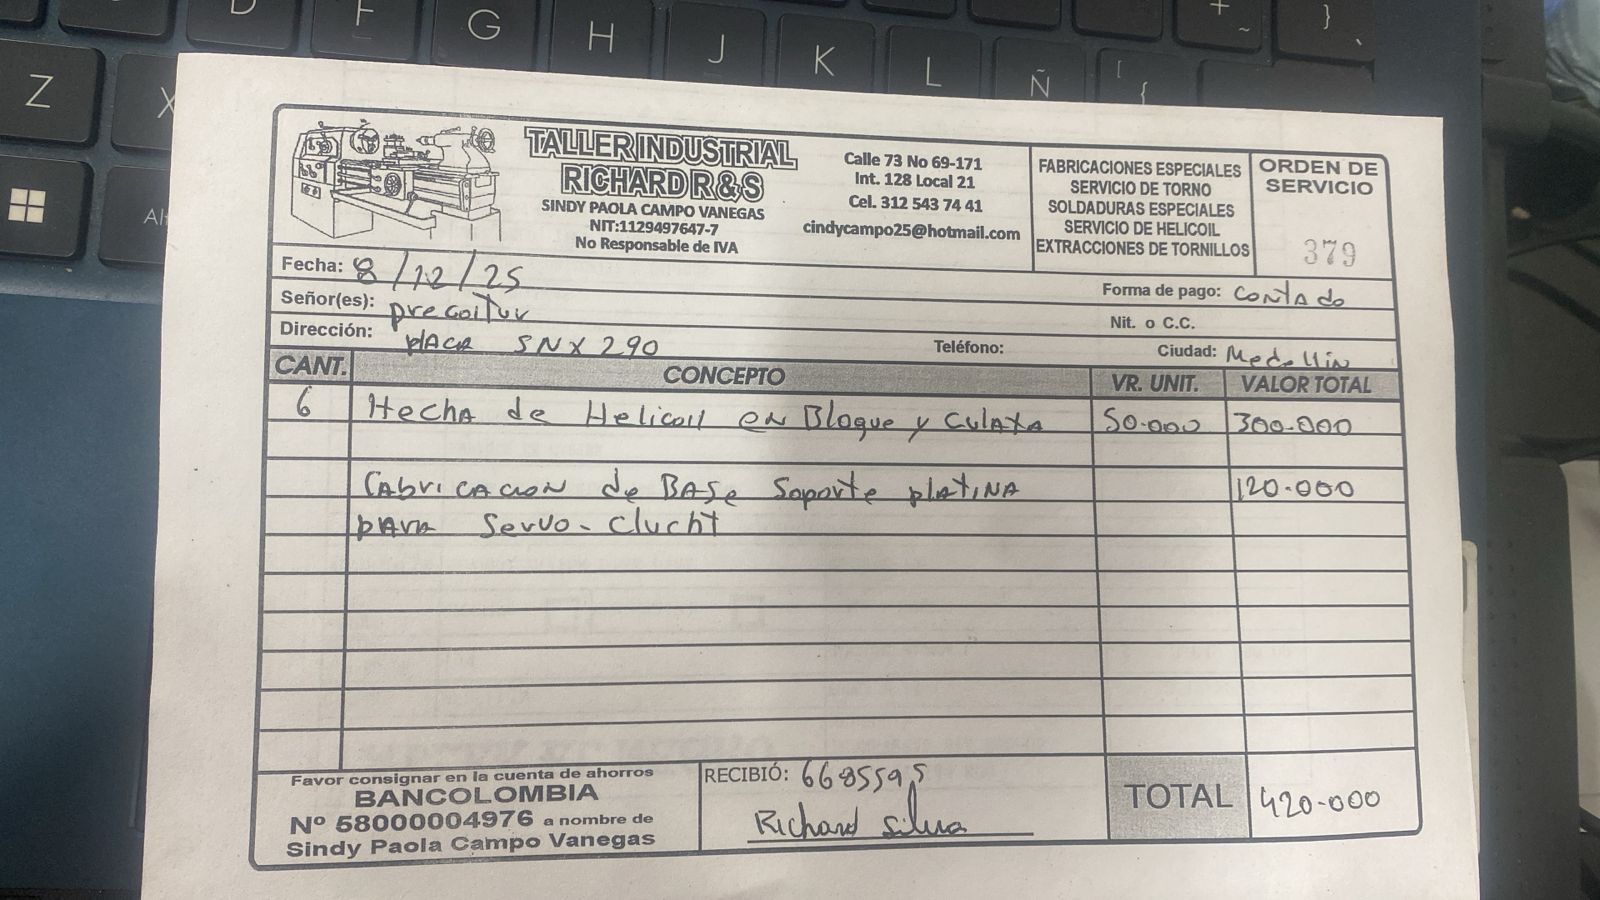 D F G H J K L Ñ
Z X
Alt
TALLER INDUSTRIAL
RICHARD R & S
SINDY PAOLA CAMPO VANEGAS
NIT:1129497647-7
No Responsable de IVA
Calle 73 No 69-171
Int. 128 Local 21
Cel. 312 543 74 41
cindycampo25@hotmail.com
FABRICACIONES ESPECIALES
SERVICIO DE TORNO
SOLDADURAS ESPECIALES
SERVICIO DE HELICOIL
EXTRACCIONES DE TORNILLOS
ORDEN DE
SERVICIO
379
Fecha: 8/12/25
Forma de pago: contado
Señor(es): precoitur
Nit. o C.C.
Dirección: placa SNX290
Teléfono:
Ciudad: Medellin
CANT. CONCEPTO VR. UNIT. VALOR TOTAL
6 Hecha de Helicoil en Bloque y Culata 50.000 300.000
Fabricacion de Base Soporte platina 120.000
para Servo-Clucht
Favor consignar en la cuenta de ahorros
BANCOLOMBIA
Nº 58000004976 a nombre de
Sindy Paola Campo Vanegas
RECIBIÓ: 6685595
Richard Silva
TOTAL 420.000